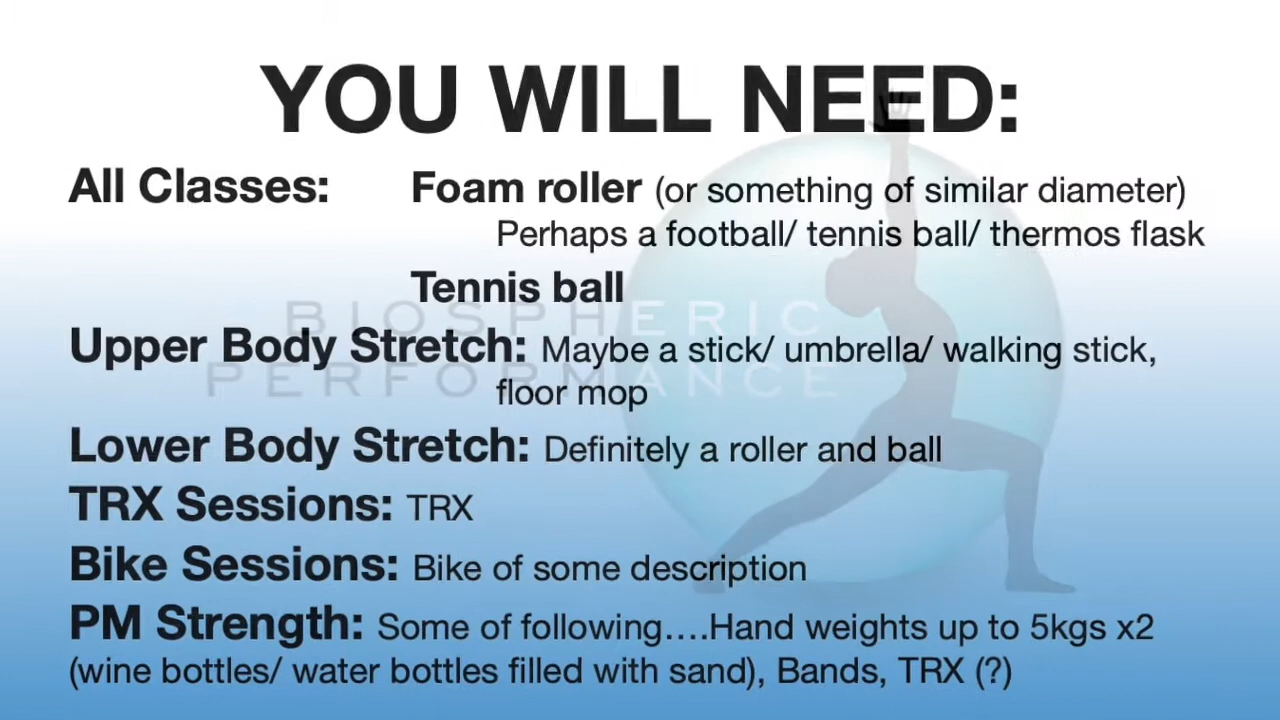 YOU WILL NEED:
All Classes: Foam roller (or something of similar diameter)
Perhaps a football/ tennis ball/ thermos flask
Tennis ball
BIOSPHERIC
Upper Body Stretch: Maybe a stick/ umbrella/ walking stick,
PERFORMANCE
floor mop
Lower Body Stretch: Definitely a roller and ball
TRX Sessions: TRX
Bike Sessions: Bike of some description
PM Strength: Some of following....Hand weights up to 5kgs x2
(wine bottles/ water bottles filled with sand), Bands, TRX (?)